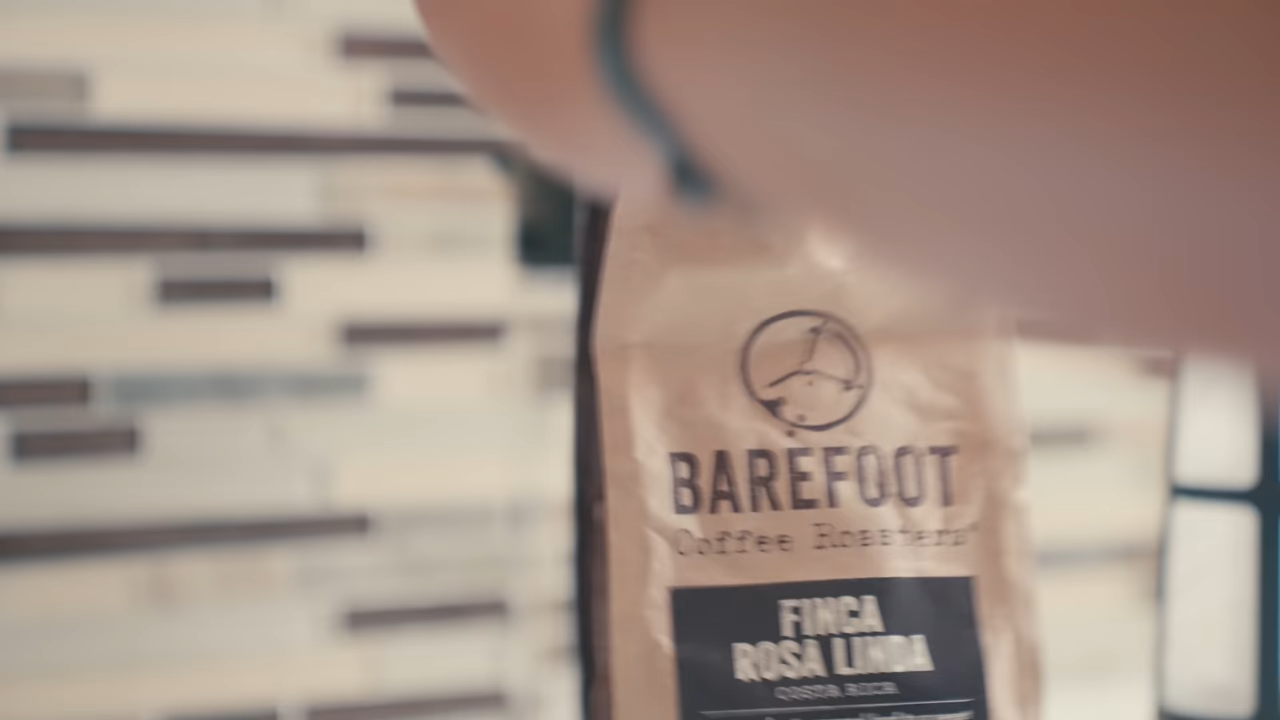 BAREFOOT
Coffee Roasters
FINCA
ROSA LINDA
COSTA RICA